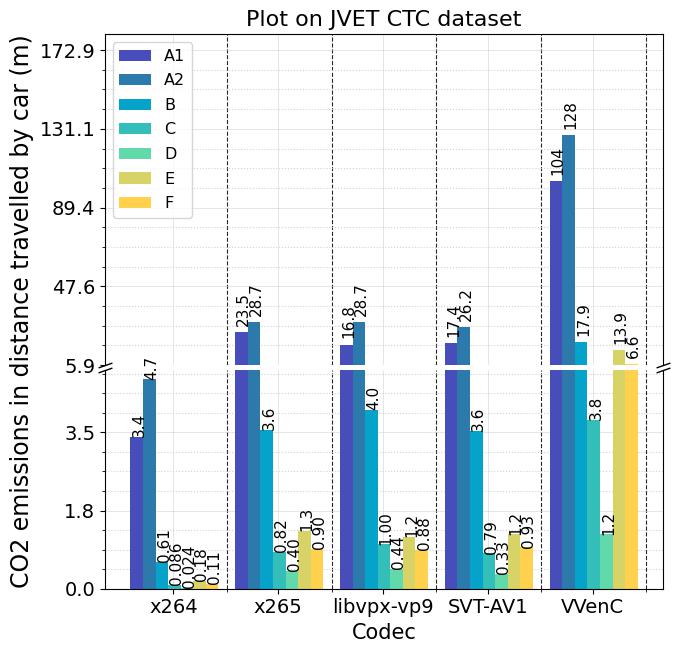 Plot on JVET CTC dataset
CO2 emissions in distance travelled by car (m)
172.9
131.1
89.4
47.6
5.9
3.5
1.8
0.0
A1
A2
B
C
D
E
F
3.4
4.7
0.61
0.086
0.024
0.18
0.11
23.5
28.7
3.6
0.82
0.40
1.3
0.90
16.8
28.7
4.0
1.00
0.44
1.2
0.88
17.4
26.2
3.6
0.79
0.33
1.2
0.93
104
128
17.9
3.8
1.2
13.9
6.6
x264
x265
libvpx-vp9
SVT-AV1
VVenC
Codec